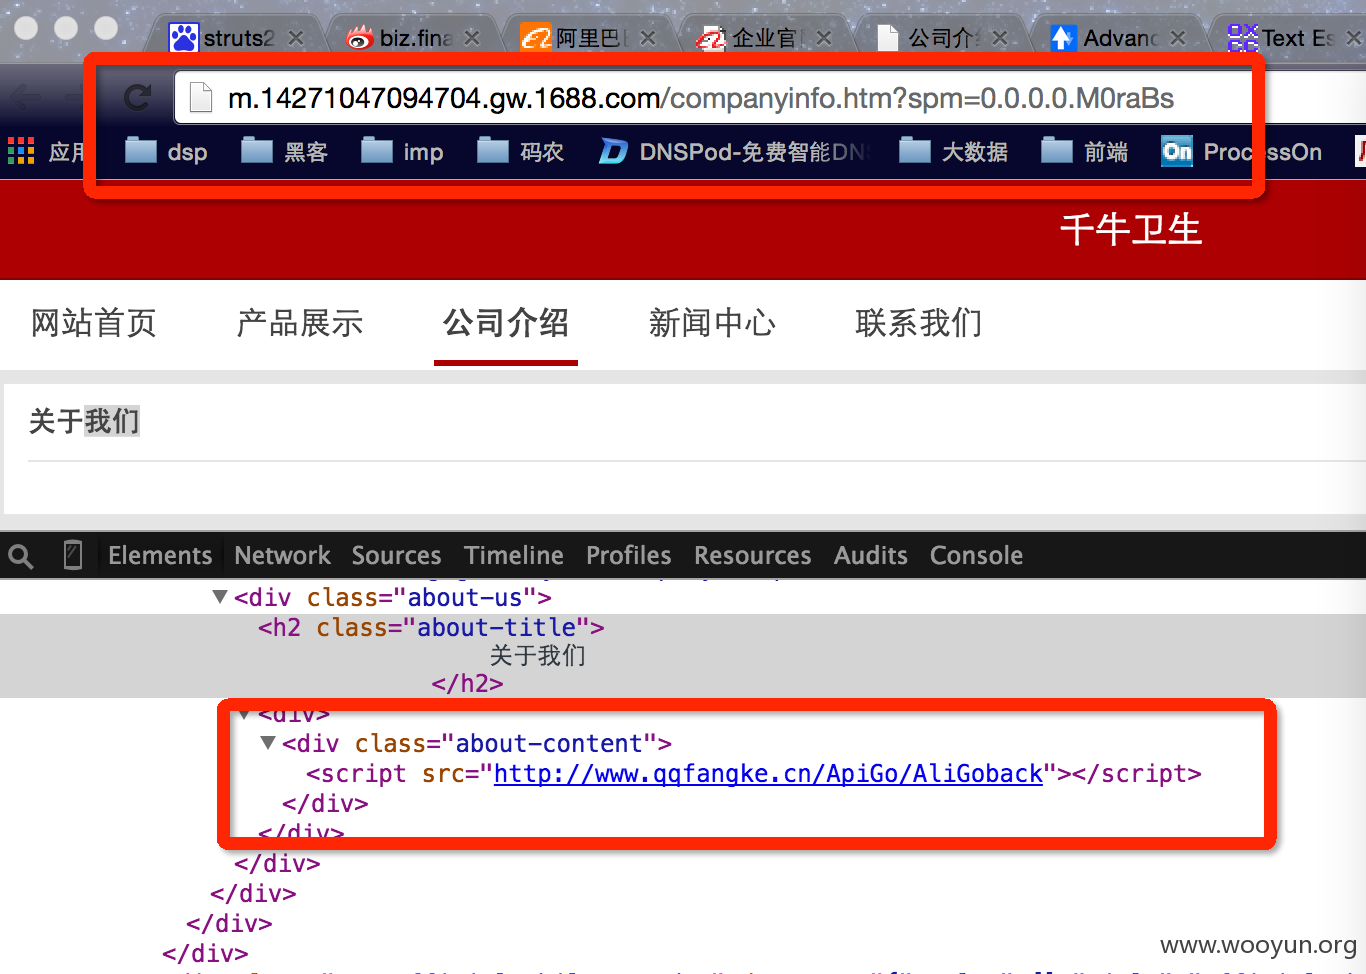 struts2 biz.fina 阿里巴 企业官 公司介 Advanc Text Es
m.14271047094704.gw.1688.com/companyinfo.htm?spm=0.0.0.0.M0raBs
应用 dsp 黑客 imp 码农 DNSPod-免费智能DNS 大数据 前端 On ProcessOn
千牛卫生
网站首页 产品展示 公司介绍 新闻中心 联系我们
关于我们
Elements Network Sources Timeline Profiles Resources Audits Console
▼<div class="about-us">
<h2 class="about-title">
关于我们
</h2>
▼<div>
▼<div class="about-content">
<script src="http://www.qqfangke.cn/ApiGo/AliGoback"></script>
</div>
</div>
</div>
</div>
</div>
</div>
www.wooyun.org